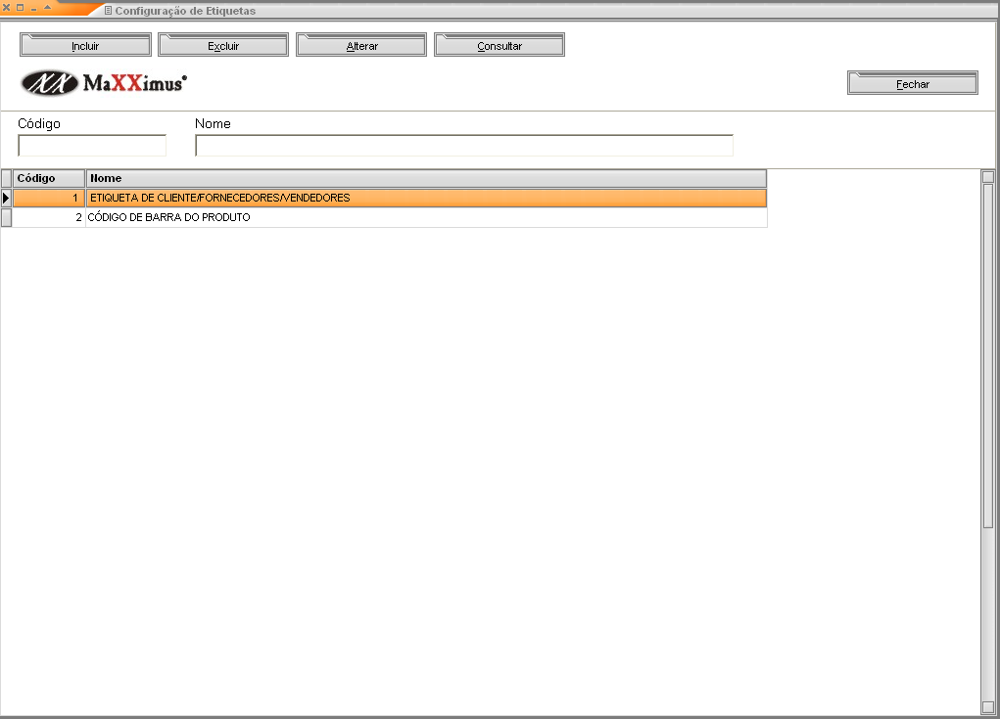 Configuração de Etiquetas
Incluir Excluir Alterar Consultar
XX MaXXimus
Fechar
Código Nome
Código Nome
1 ETIQUETA DE CLIENTE/FORNECEDORES/VENDEDORES
2 CÓDIGO DE BARRA DO PRODUTO